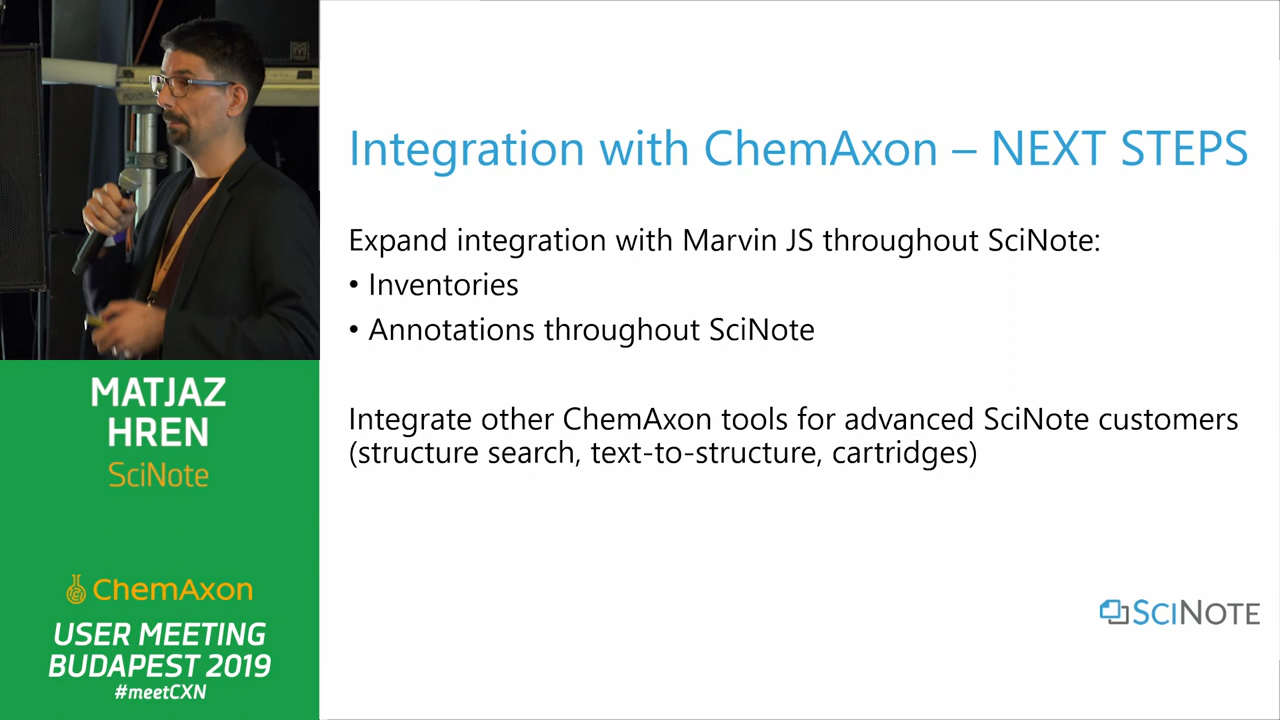 MATJAZ
HREN
SciNote
ChemAxon
USER MEETING
BUDAPEST 2019
#meetCXN
Integration with ChemAxon – NEXT STEPS
Expand integration with Marvin JS throughout SciNote:
• Inventories
• Annotations throughout SciNote
Integrate other ChemAxon tools for advanced SciNote customers
(structure search, text-to-structure, cartridges)
SCINOTE